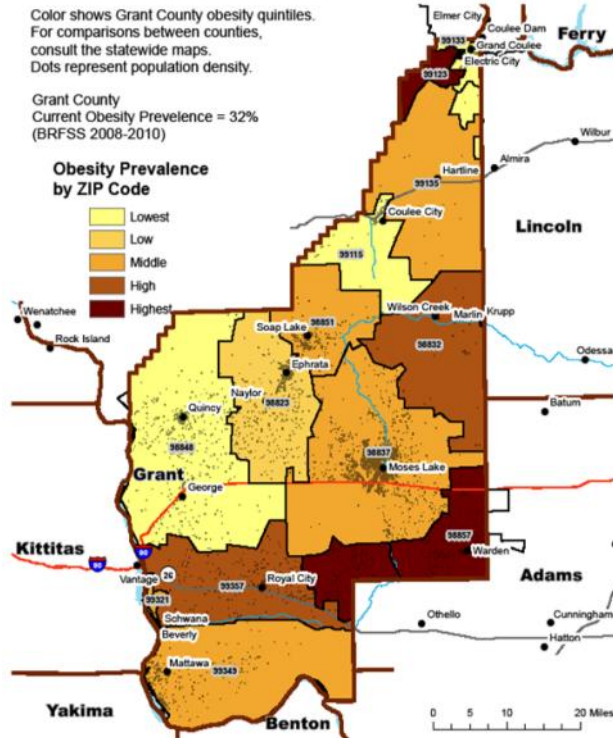 Color shows Grant County obesity quintiles.
For comparisons between counties,
consult the statewide maps.
Dots represent population density.
Grant County
Current Obesity Prevelence = 32%
(BRFSS 2008-2010)
Obesity Prevalence
by ZIP Code
Lowest
Low
Middle
High
Highest
Elmer City
Coulee Dam
99133
Grand Coulee
Ferry
Electric City
99123
Wilbur
Almira
Hartline
99135
Coulee City
Lincoln
99115
Wilson Creek
Marlin
Krupp
98851
Soap Lake
98832
Wenatchee
Rock Island
Odessa
Ephrata
Naylor
98823
Batum
Quincy
98848
98837
Moses Lake
Grant
George
98857
Warden
Kittitas
90
90
Vantage
26
99357
Royal City
Adams
99321
Schwana
Beverly
Othello
Cunningham
Hatton
Mattawa
99349
Yakima
Benton
0 5 10 20 Miles